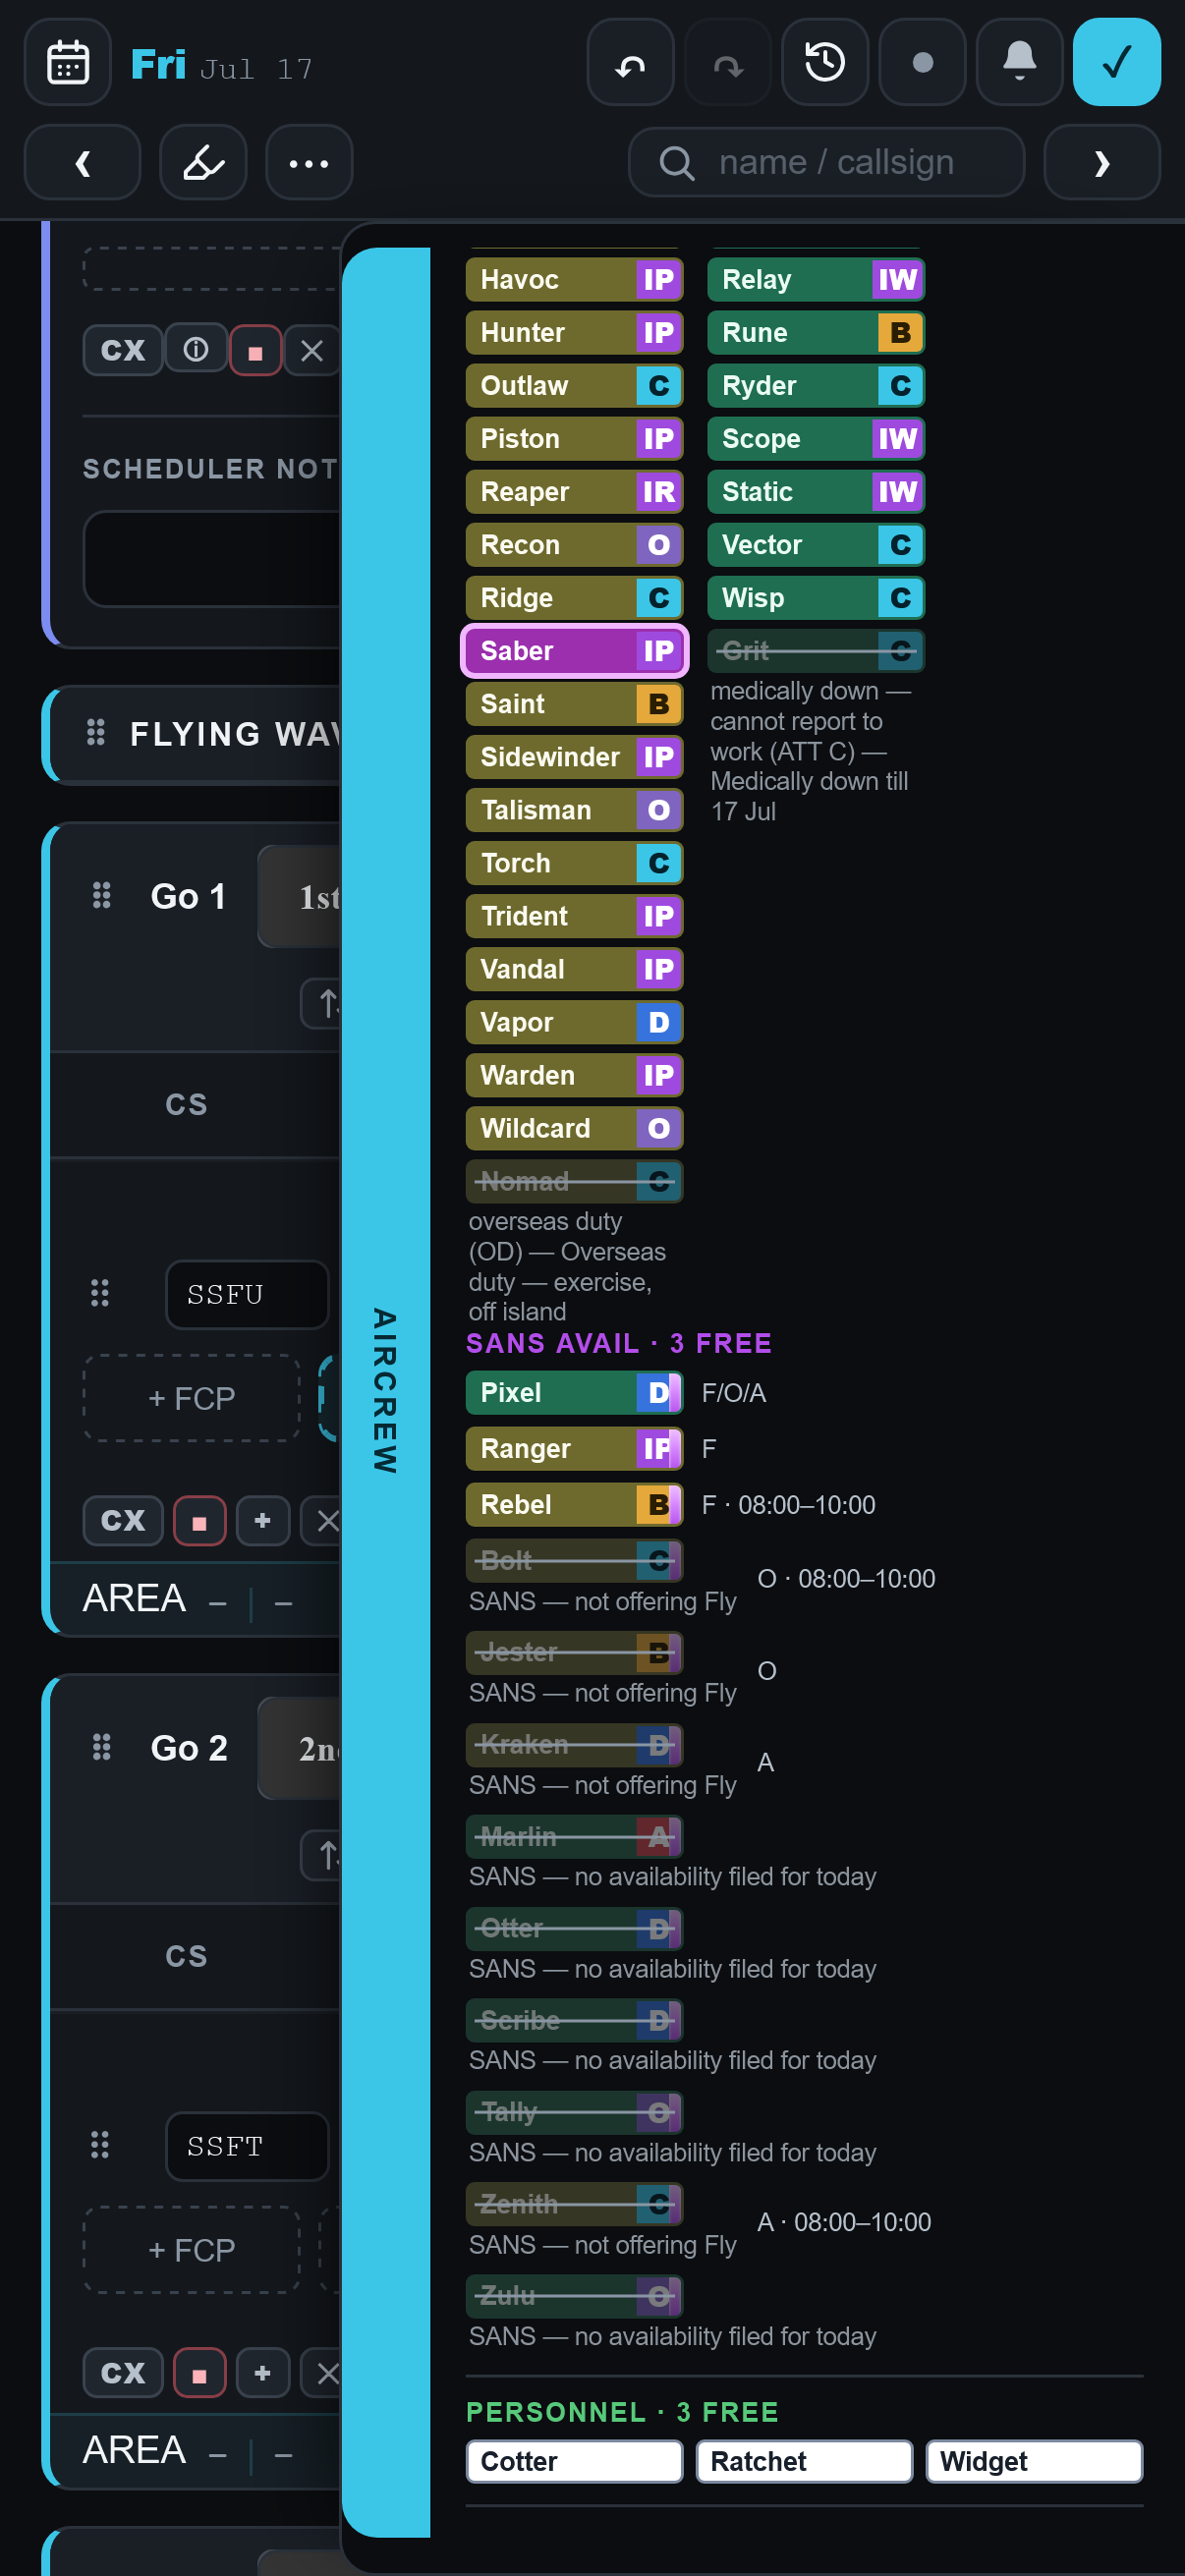 Fri Jul 17
name / callsign
CX
SCHEDULER NOT
FLYING WAV
Go 1
1st
CS
SSFU
+ FCP
CX
+
AREA – | –
Go 2
CS
SSFT
+ FCP
CX
+
AREA – | –
AIRCREW
Havoc IP
Relay IW
Hunter IP
Rune B
Outlaw C
Ryder C
Piston IP
Scope IW
Reaper IR
Static IW
Recon O
Vector C
Ridge C
Wisp C
Saber IP
Grit C
medically down —
cannot report to
work (ATT C) —
Medically down till
17 Jul
Saint B
Sidewinder IP
Talisman O
Torch C
Trident IP
Vandal IP
Vapor D
Warden IP
Wildcard O
Nomad C
overseas duty
(OD) — Overseas
duty — exercise,
off island
SANS AVAIL · 3 FREE
Pixel D F/O/A
Ranger IP F
Rebel B F · 08:00–10:00
Bolt C O · 08:00–10:00
SANS — not offering Fly
Jester B O
SANS — not offering Fly
Kraken D A
SANS — not offering Fly
Marlin A
SANS — no availability filed for today
Otter D
SANS — no availability filed for today
Scribe D
SANS — no availability filed for today
Tally O
SANS — no availability filed for today
Zenith C A · 08:00–10:00
SANS — not offering Fly
Zulu O
SANS — no availability filed for today
PERSONNEL · 3 FREE
Cotter
Ratchet
Widget